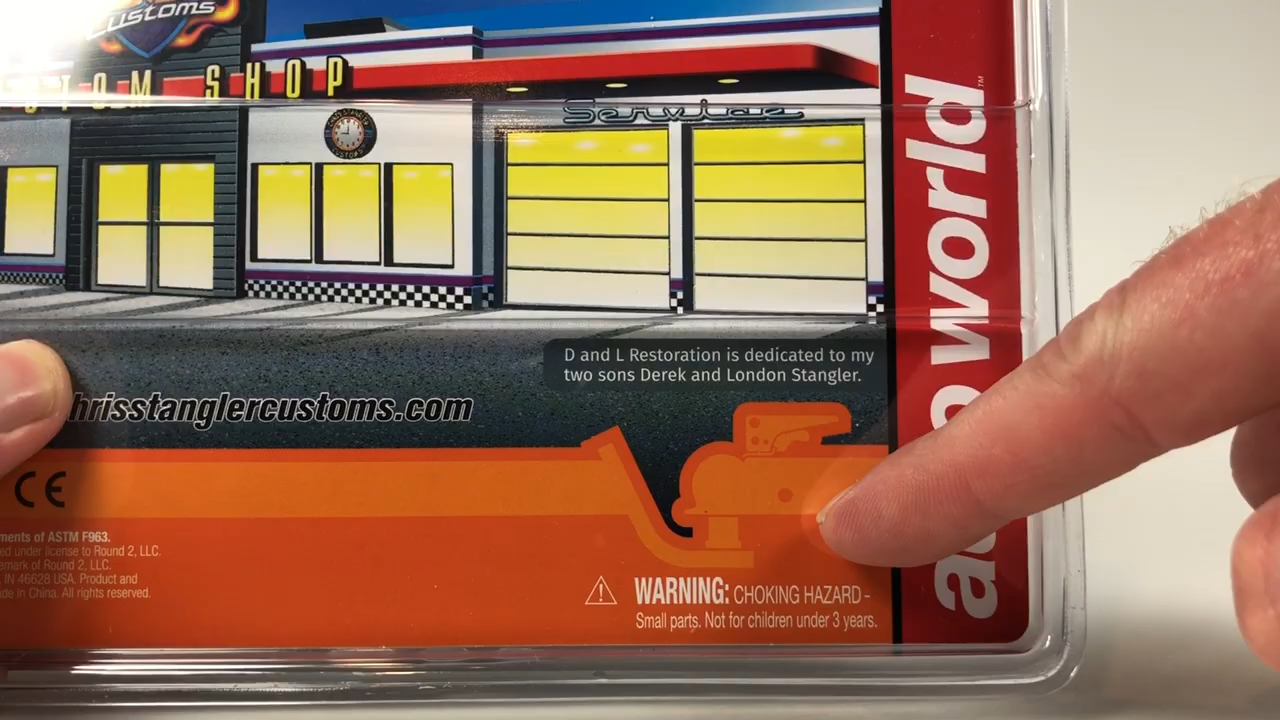 CUSTOMS
TOM SHOP
Service
D and L Restoration is dedicated to my
two sons Derek and London Stangler.
hrisstanglercustoms.com
CE
ments of ASTM F963.
ed under license to Round 2, LLC.
emark of Round 2, LLC.
, IN 46628 USA. Product and
de in China. All rights reserved.
WARNING: CHOKING HAZARD -
Small parts. Not for children under 3 years.
auto world™